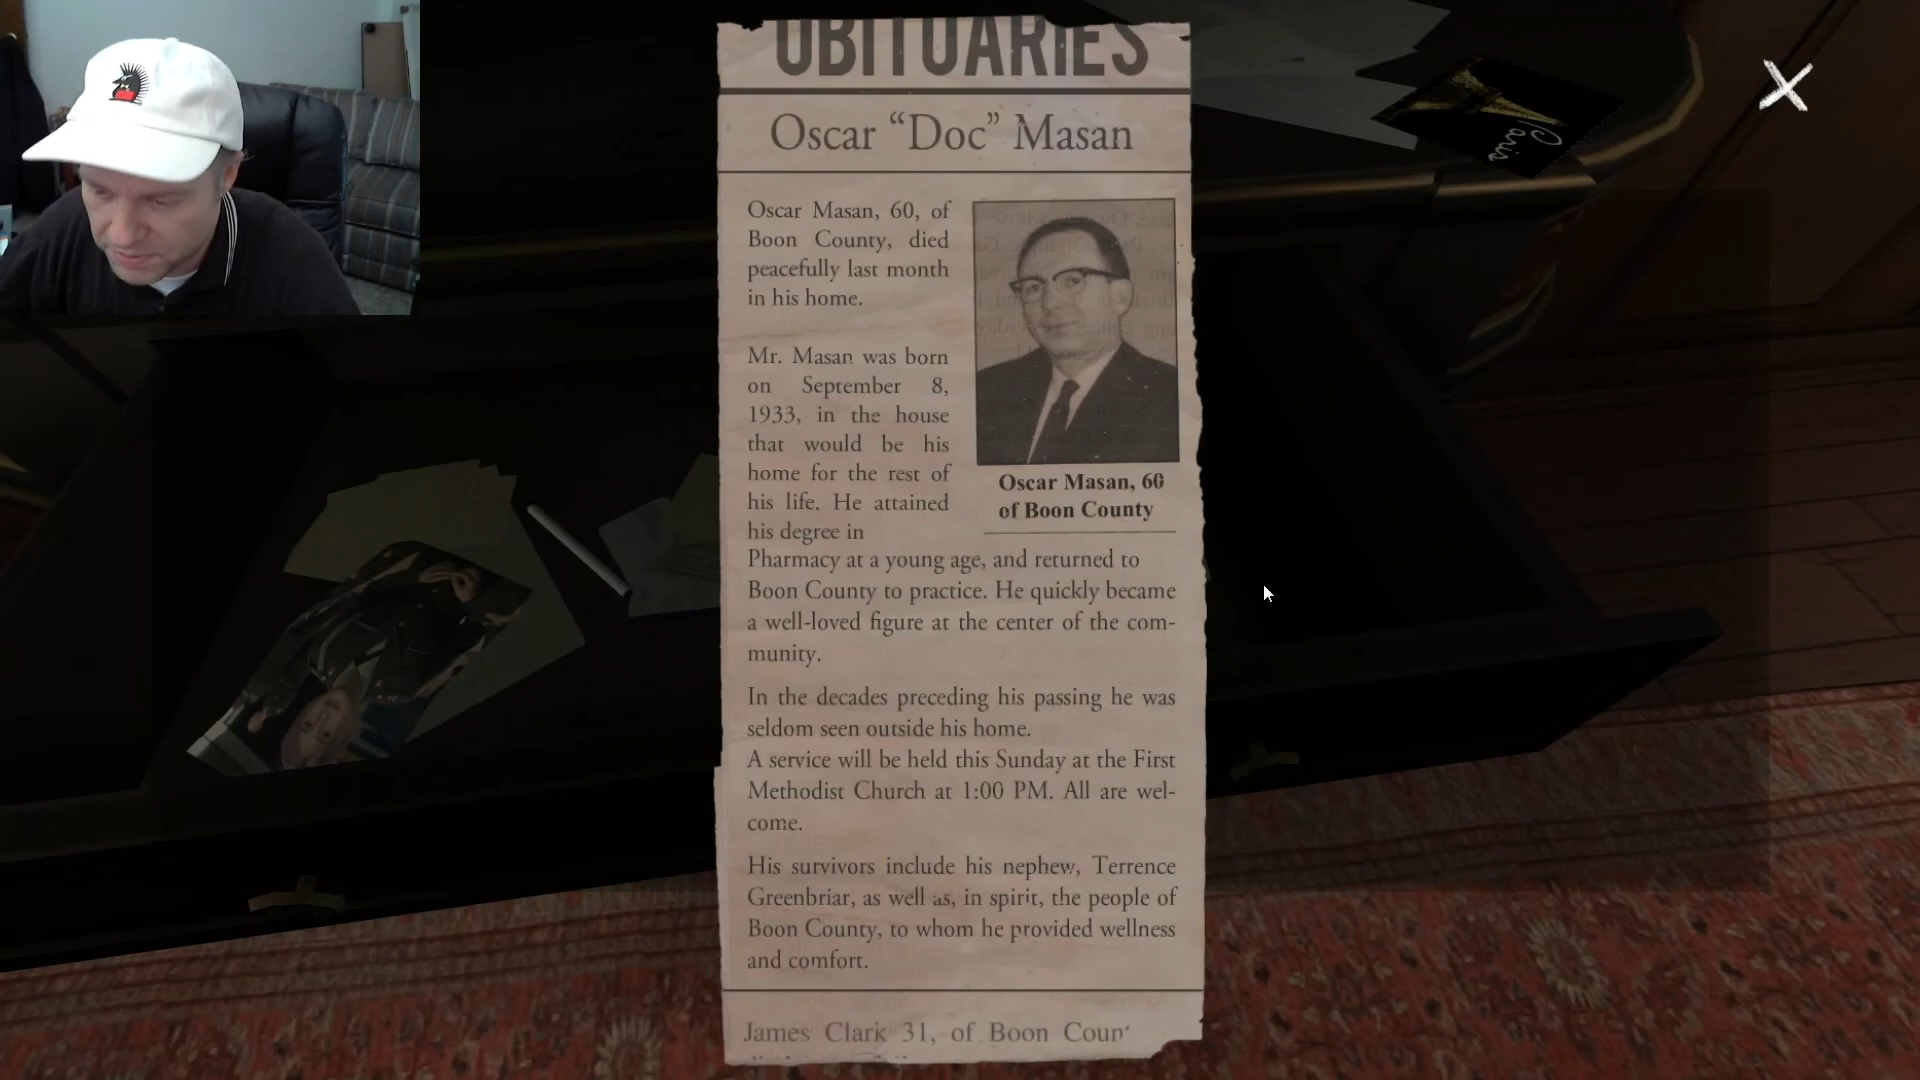 OBITUARIES
Oscar “Doc” Masan
Oscar Masan, 60, of
Boon County, died
peacefully last month
in his home.
Mr. Masan was born
on September 8,
1933, in the house
that would be his
home for the rest of
his life. He attained
his degree in
Pharmacy at a young age, and returned to
Boon County to practice. He quickly became
a well-loved figure at the center of the com-
munity.
In the decades preceding his passing he was
seldom seen outside his home.
A service will be held this Sunday at the First
Methodist Church at 1:00 PM. All are wel-
come.
His survivors include his nephew, Terrence
Greenbriar, as well as, in spirit, the people of
Boon County, to whom he provided wellness
and comfort.
Oscar Masan, 60
of Boon County
James Clark 31, of Boon
Paris